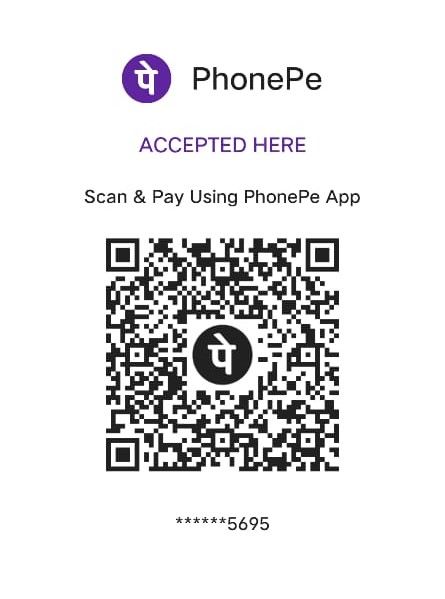 पे PhonePe
ACCEPTED HERE
Scan & Pay Using PhonePe App
पे
******5695